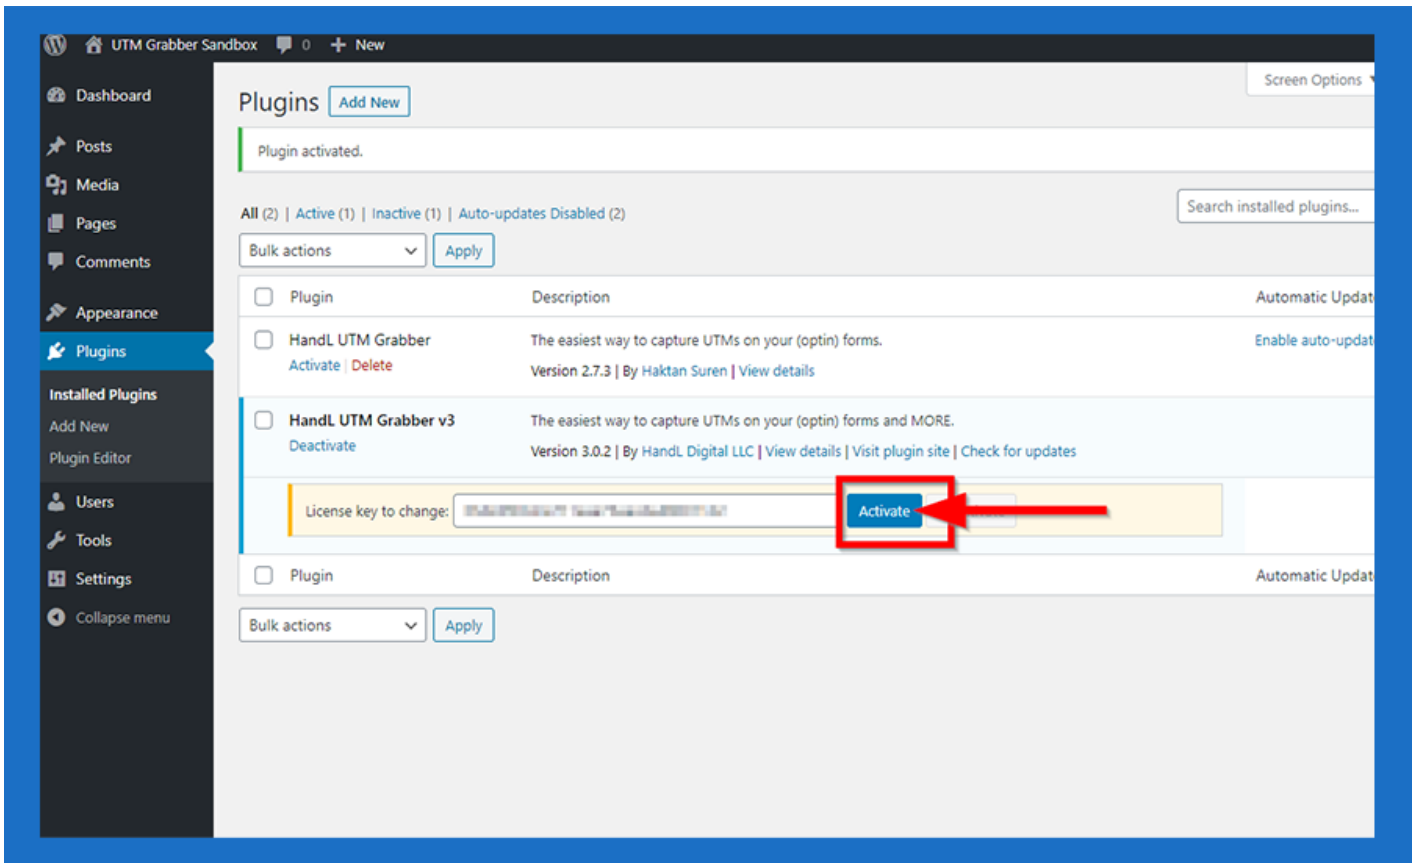 UTM Grabber Sandbox 0 + New
Screen Options
Dashboard
Posts
Media
Pages
Comments
Appearance
Plugins
Installed Plugins
Add New
Plugin Editor
Users
Tools
Settings
Collapse menu
Plugins Add New
Plugin activated.
All (2) | Active (1) | Inactive (1) | Auto-updates Disabled (2)
Search installed plugins...
Bulk actions Apply
Plugin Description Automatic Updat
HandL UTM Grabber The easiest way to capture UTMs on your (optin) forms. Enable auto-updat
Activate | Delete Version 2.7.3 | By Haktan Suren | View details
HandL UTM Grabber v3 The easiest way to capture UTMs on your (optin) forms and MORE.
Deactivate Version 3.0.2 | By HandL Digital LLC | View details | Visit plugin site | Check for updates
License key to change: Activate
Plugin Description Automatic Updat
Bulk actions Apply